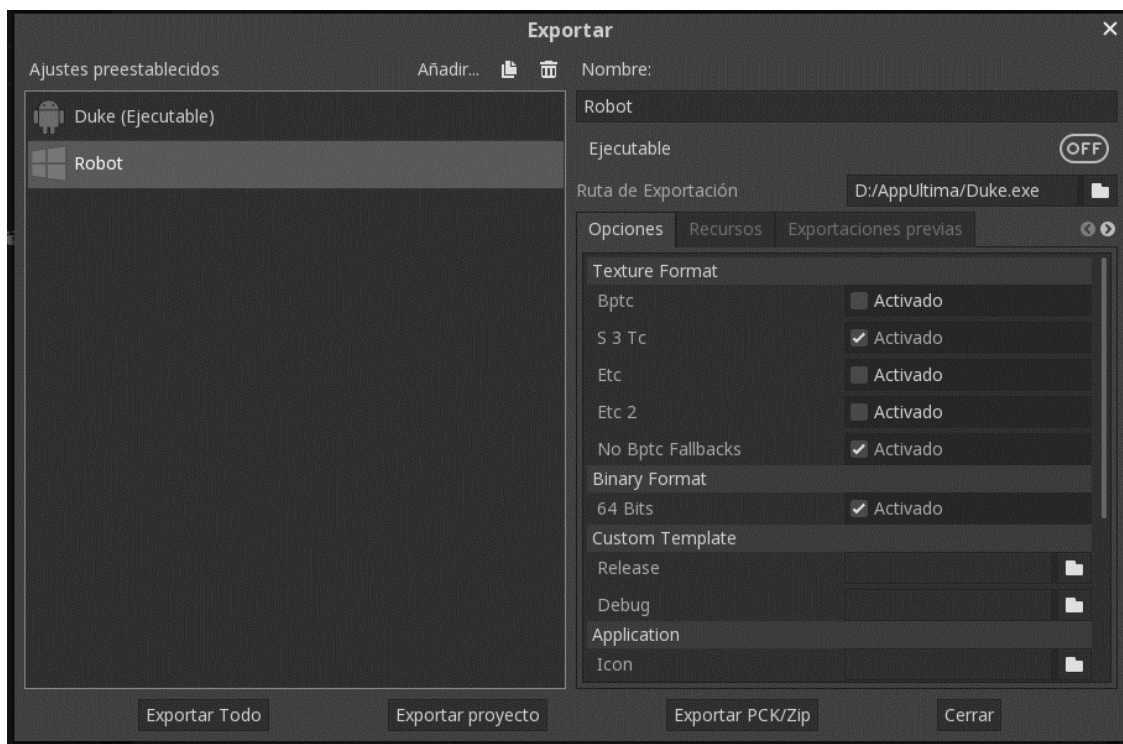 Exportar
Ajustes preestablecidos
Añadir...
Duke (Ejecutable)
Robot
Nombre:
Robot
Ejecutable
OFF
Ruta de Exportación
D:/AppUltima/Duke.exe
Opciones
Recursos
Exportaciones previas
Texture Format
Bptc
Activado
S 3 Tc
Activado
Etc
Activado
Etc 2
Activado
No Bptc Fallbacks
Activado
Binary Format
64 Bits
Activado
Custom Template
Release
Debug
Application
Icon
Exportar Todo
Exportar proyecto
Exportar PCK/Zip
Cerrar